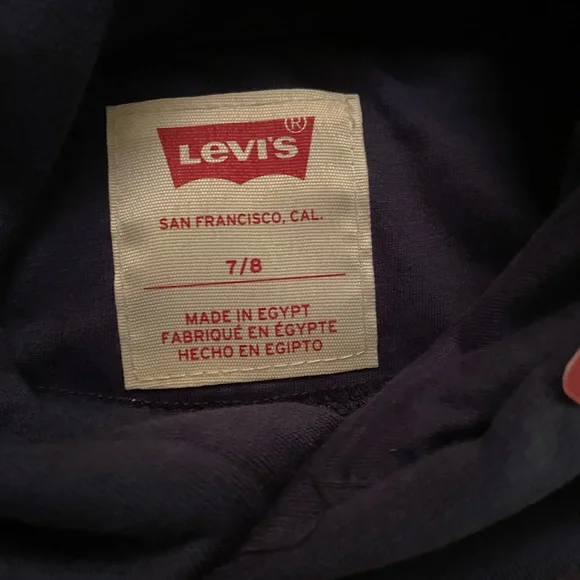 LEVI'S ®
SAN FRANCISCO, CAL.
7/8
MADE IN EGYPT
FABRIQUÉ EN ÉGYPTE
HECHO EN EGIPTO